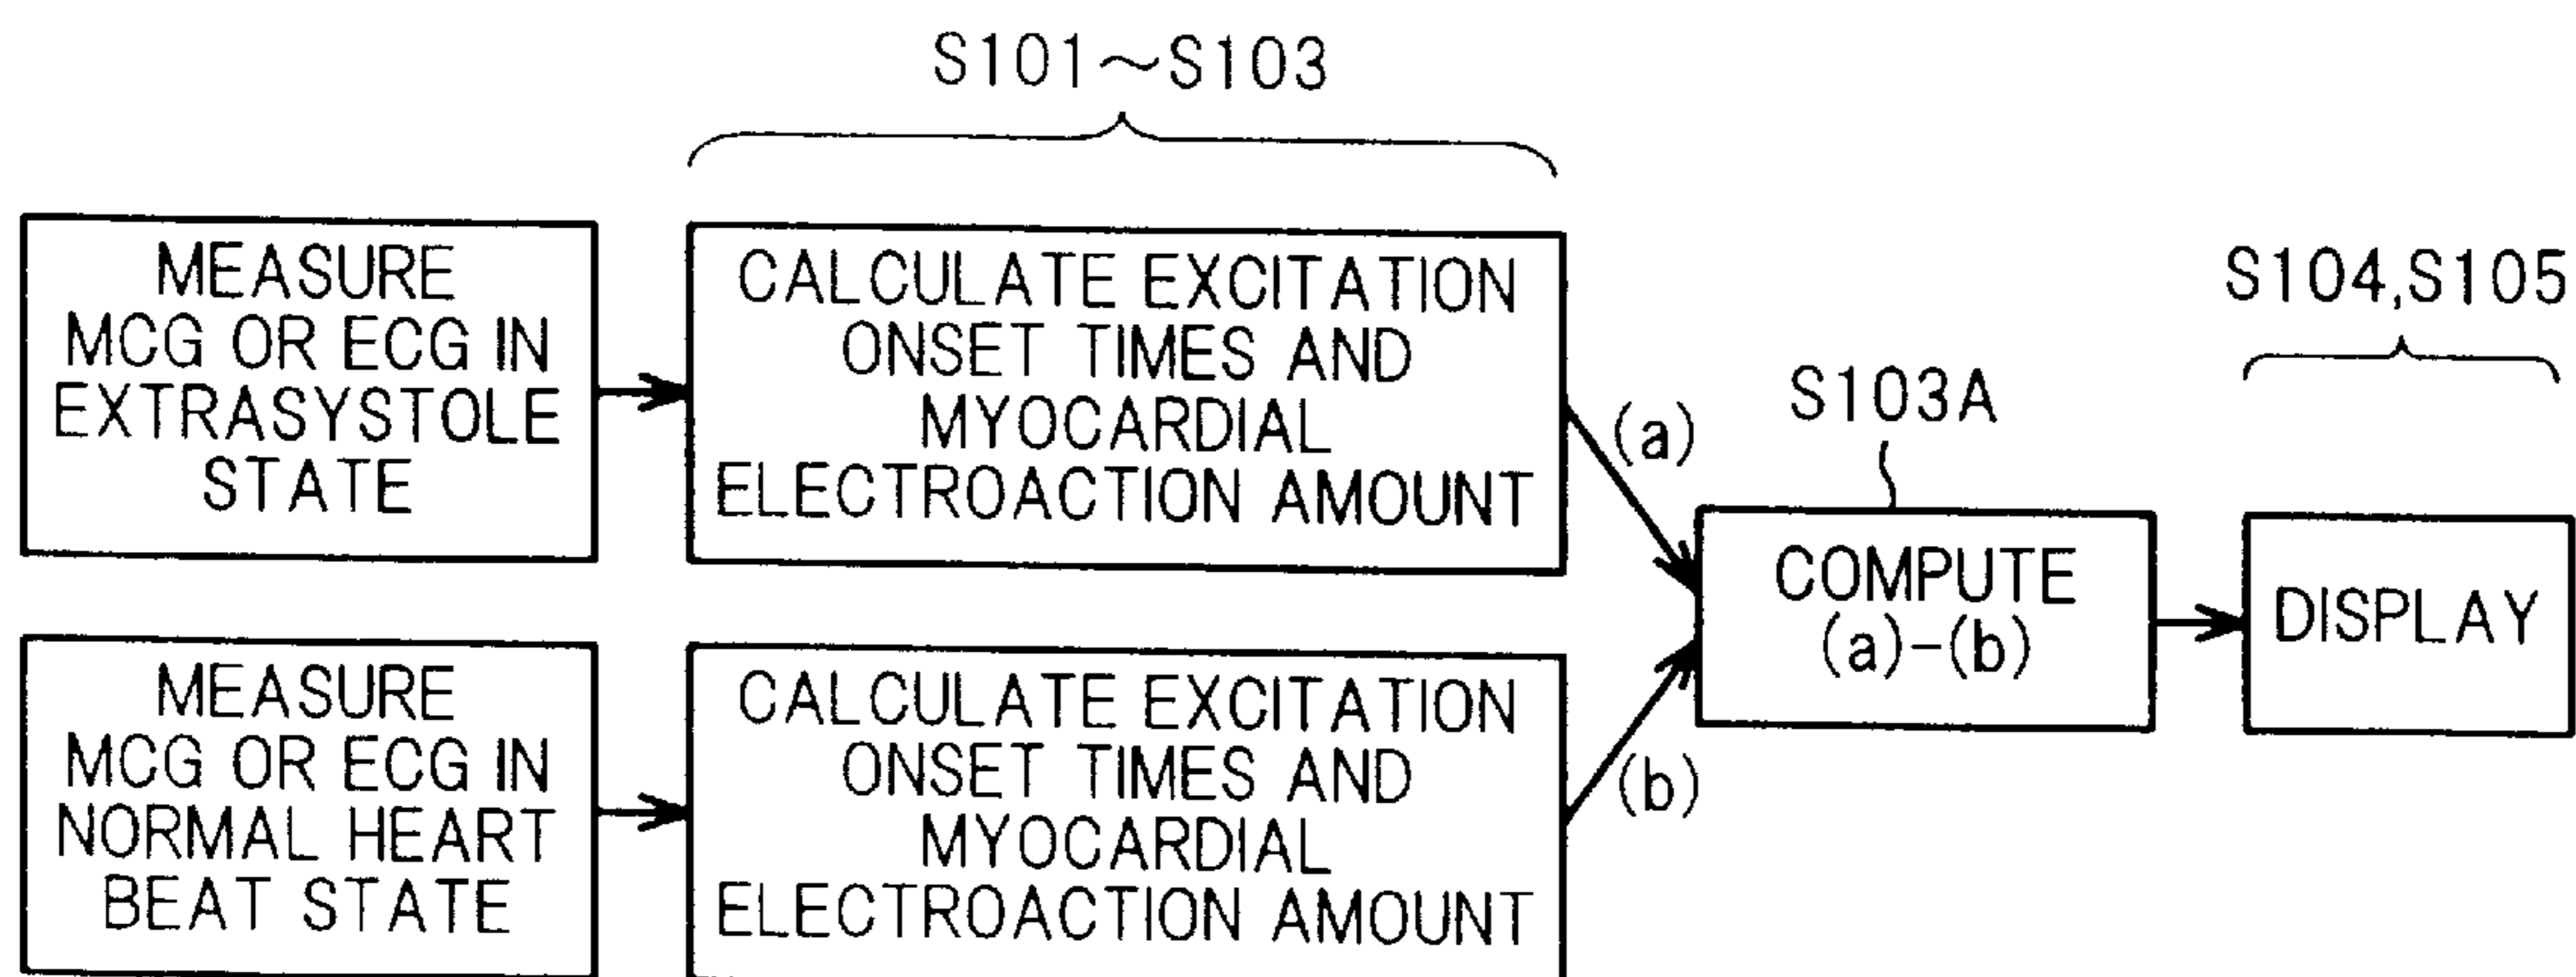 S101~S103
MEASURE
MCG OR ECG IN
EXTRASYSTOLE
STATE
CALCULATE EXCITATION
ONSET TIMES AND
MYOCARDIAL
ELECTROACTION AMOUNT
(a)
S103A
S104,S105
COMPUTE
(a)-(b)
DISPLAY
MEASURE
MCG OR ECG IN
NORMAL HEART
BEAT STATE
CALCULATE EXCITATION
ONSET TIMES AND
MYOCARDIAL
ELECTROACTION AMOUNT
(b)